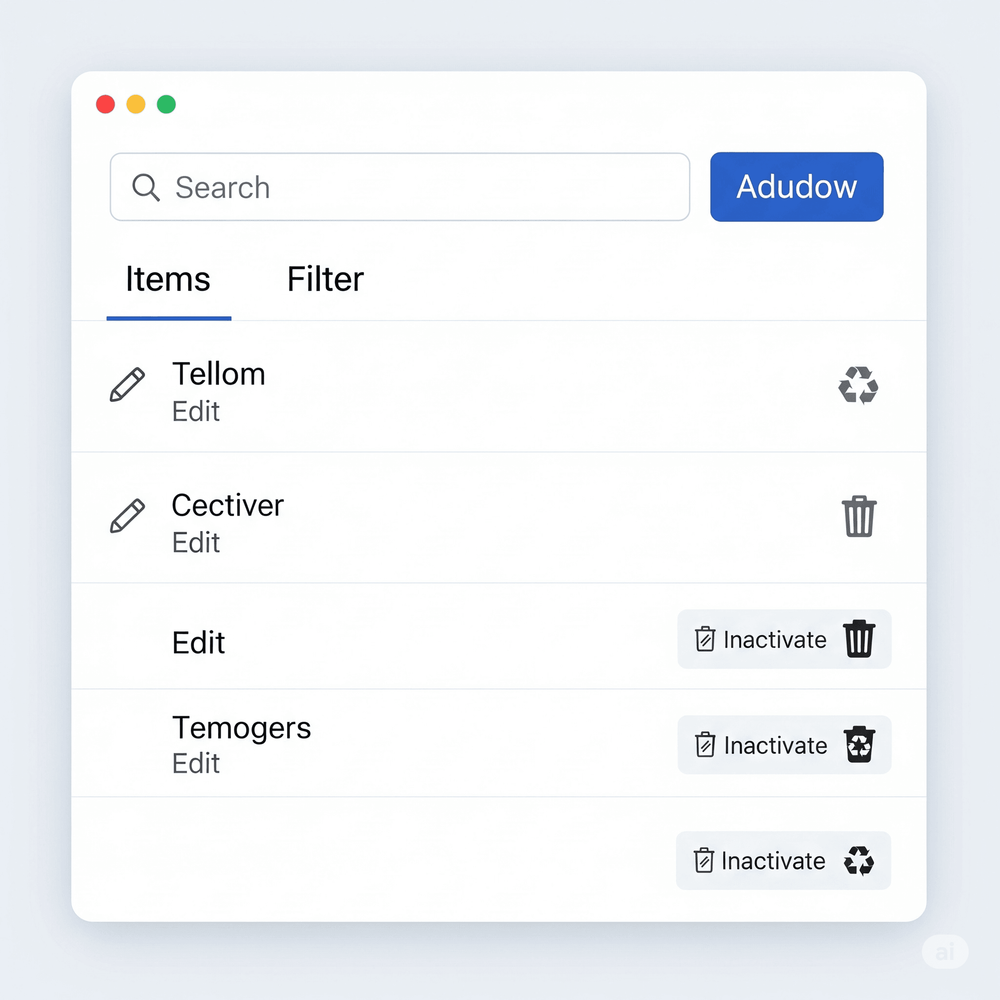 Search
Adudow
Items
Filter
Tellom
Edit
Cectiver
Edit
Edit
Inactivate
Temogers
Edit
Inactivate
Inactivate
ai